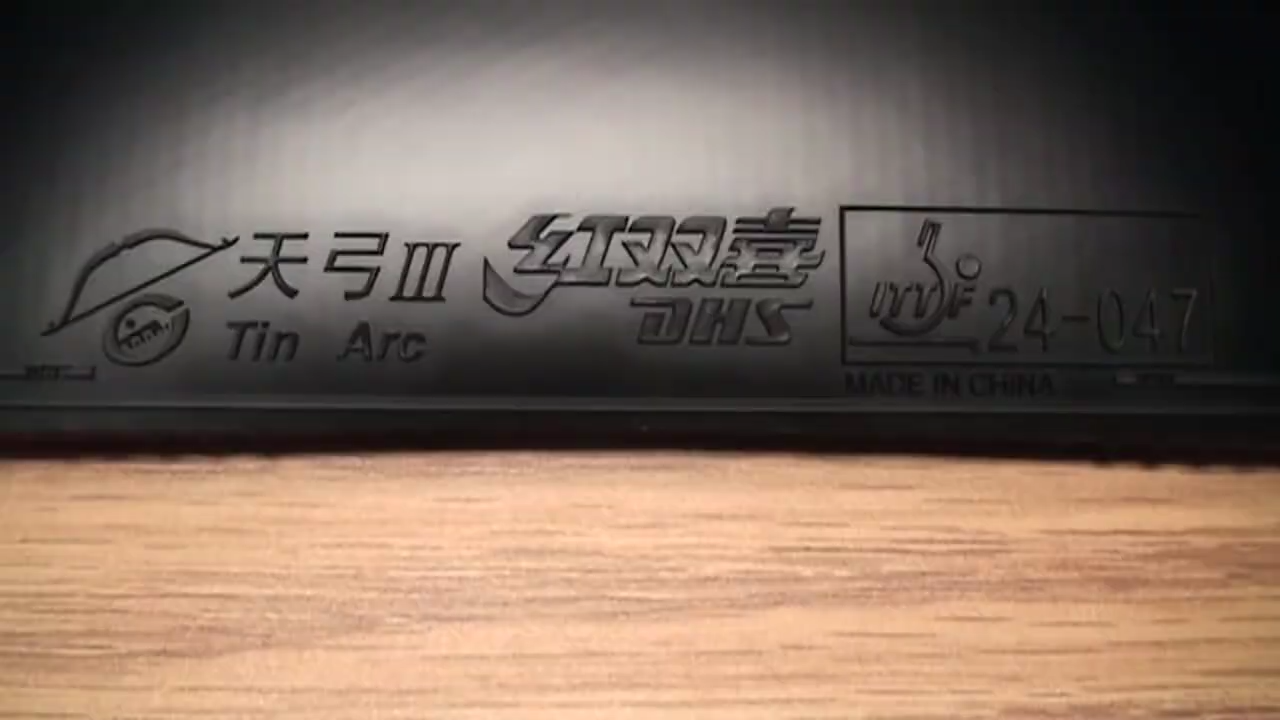 天弓III 红双喜 ITTF 24-047
Tin Arc DHS
MADE IN CHINA